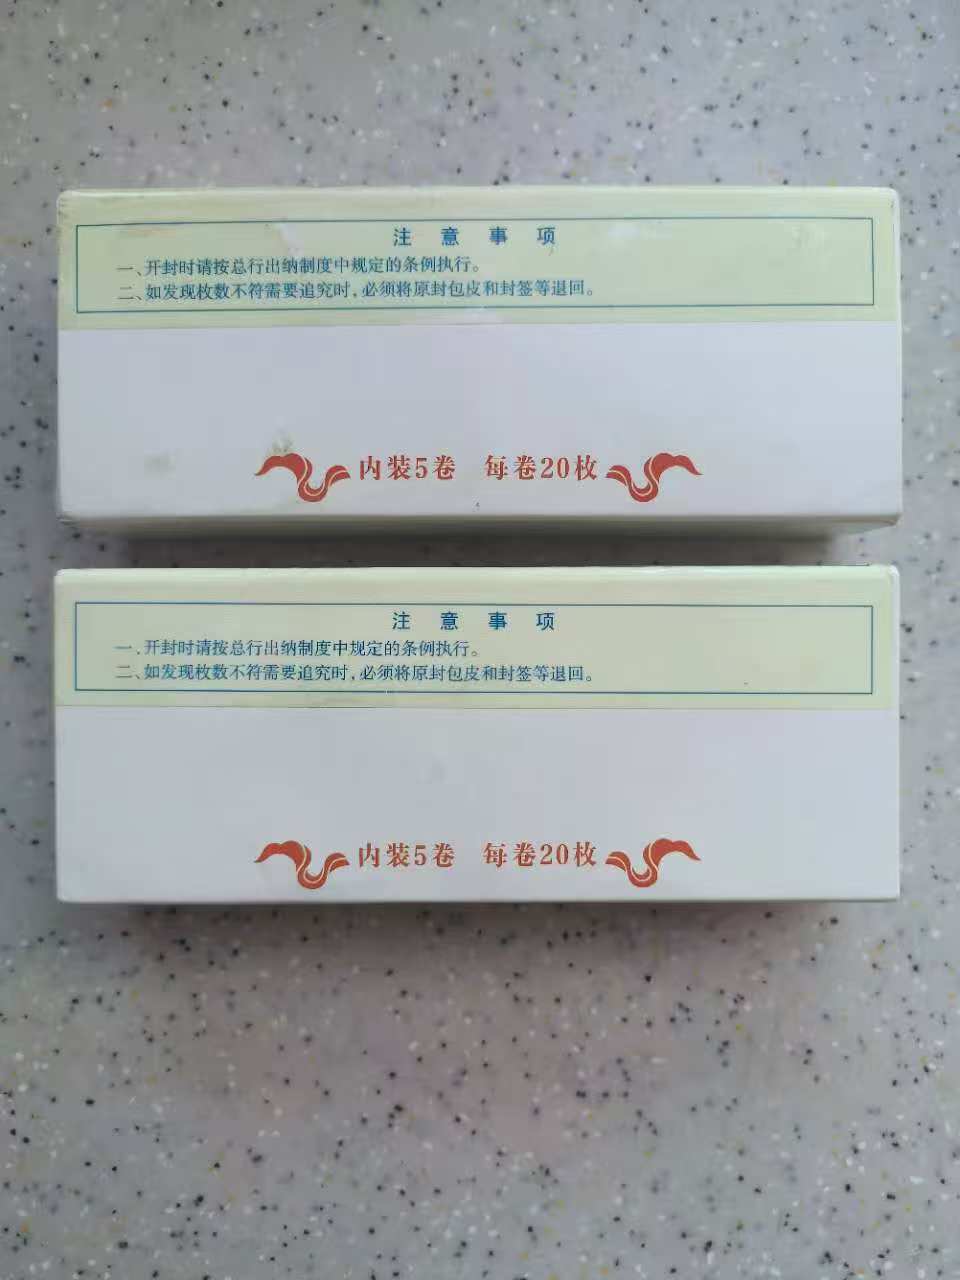 注意事项
一、开封时请按总行出纳制度中规定的条例执行。
二、如发现枚数不符需要追究时,必须将原封包皮和封签等退回。
内装5卷 每卷20枚
注意事项
一、开封时请按总行出纳制度中规定的条例执行。
二、如发现枚数不符需要追究时,必须将原封包皮和封签等退回。
内装5卷 每卷20枚